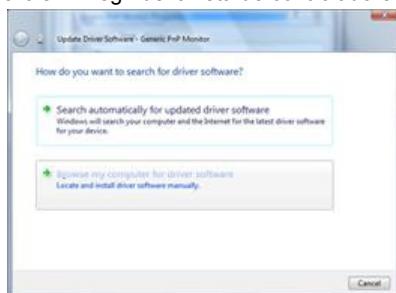 Update Driver Software - Generic PnP Monitor
How do you want to search for driver software?
Search automatically for updated driver software
Windows will search your computer and the Internet for the latest driver software
for your device.
Browse my computer for driver software
Locate and install driver software manually.
Cancel